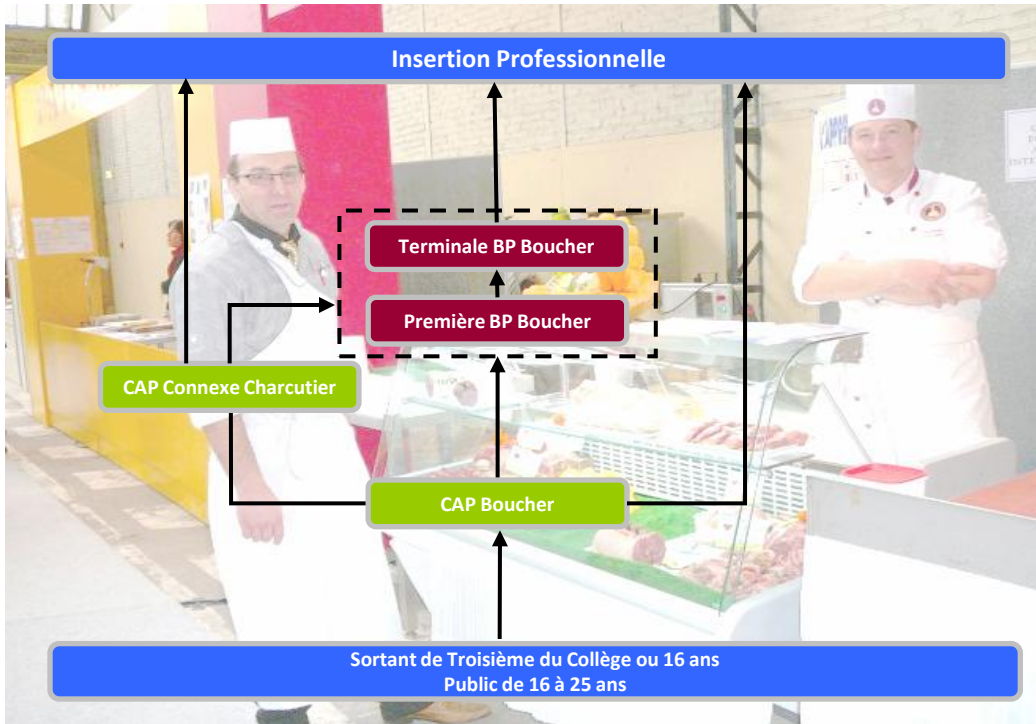 Insertion Professionnelle
Terminale BP Boucher
Première BP Boucher
CAP Connexe Charcutier
CAP Boucher
Sortant de Troisième du Collège ou 16 ans
Public de 16 à 25 ans